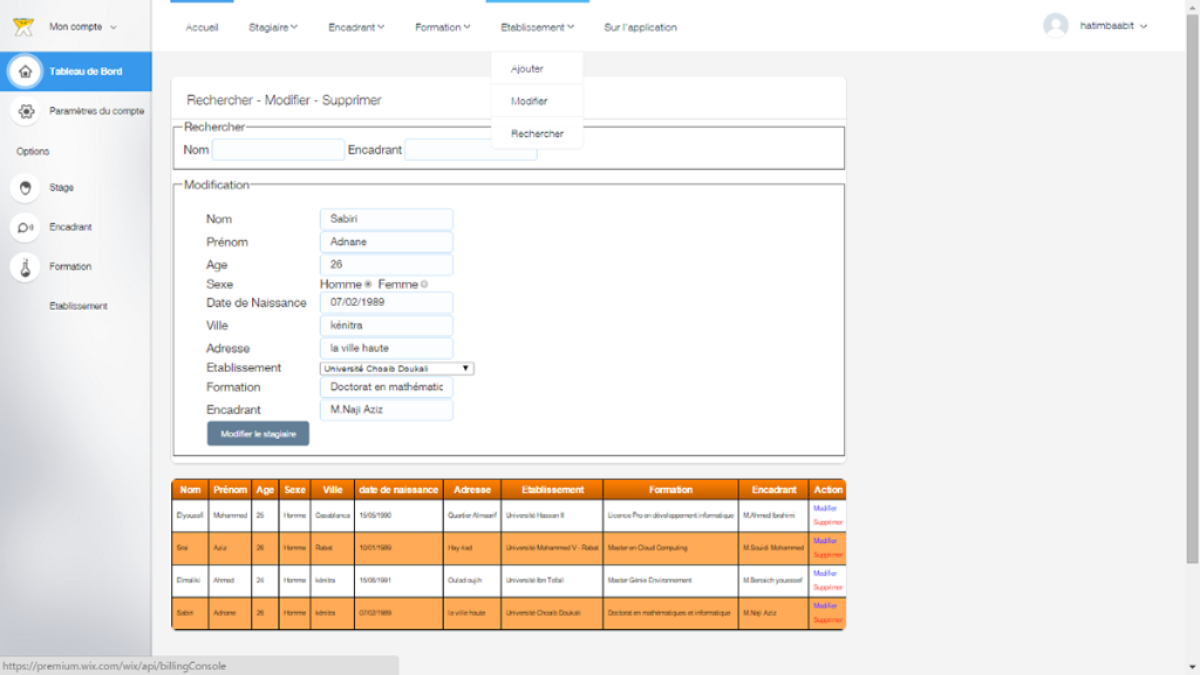 Mon compte
Accueil Stagiaire Encadrant Formation Etablissement Sur l'application
hatimbaabit
Tableau de Bord
Paramètres du compte
Options
Stage
Encadrant
Formation
Etablissement
Ajouter
Modifier
Rechercher
Rechercher - Modifier - Supprimer
Rechercher
Nom Encadrant
Modification
Nom Sabiri
Prénom Adnane
Age 26
Sexe Homme Femme
Date de Naissance 07/02/1989
Ville kénitra
Adresse la ville haute
Etablissement Université Choaib Doukali
Formation Doctorat en mathématic
Encadrant M.Naji Aziz
Modifier le stagiaire
Nom Prénom Age Sexe Ville date de naissance Adresse Etablissement Formation Encadrant Action
Elyousofi Mohammed 25 Homme Casablanca 15/05/1990 Quartier Université Hassan II Licence Pro en développement informatique M.Ahmed Ibrahimi Modifier
Supprimer
Aziz 26 Homme Rabat 10/01/1989 Hay riad Université Mohammed V - Rabat Master en Cloud Computing M.Souidi Mohammed Modifier
Supprimer
Elmaliki Ahmed 24 Homme kénitra 15/06/1991 Oulad oujih Université Ibn Tofail Master Génie Environnement M.Benaich youessef Modifier
Supprimer
Sabiri Adnane 26 Homme kénitra 07/02/1989 la ville haute Université Choaib Doukali Doctorat en mathématiques et informatique M.Naji Aziz Modifier
Supprimer
https://premium.wix.com/wix/api/billingConsole